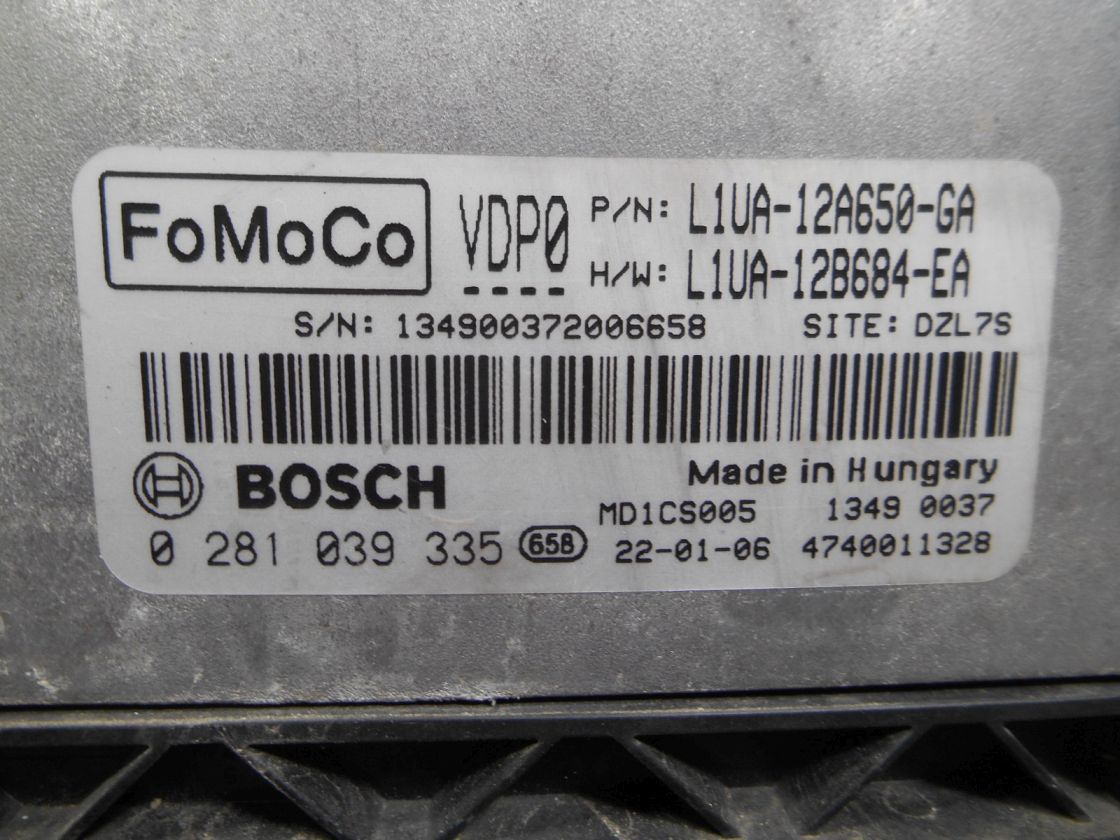 FoMoCo VDP0 P/N: L1UA-12A650-GA
H/W: L1UA-12B684-EA
S/N: 134900372006658 SITE: DZL7S
BOSCH Made in Hungary
MD1CS005 1349 0037
0 281 039 335 658 22-01-06 4740011328